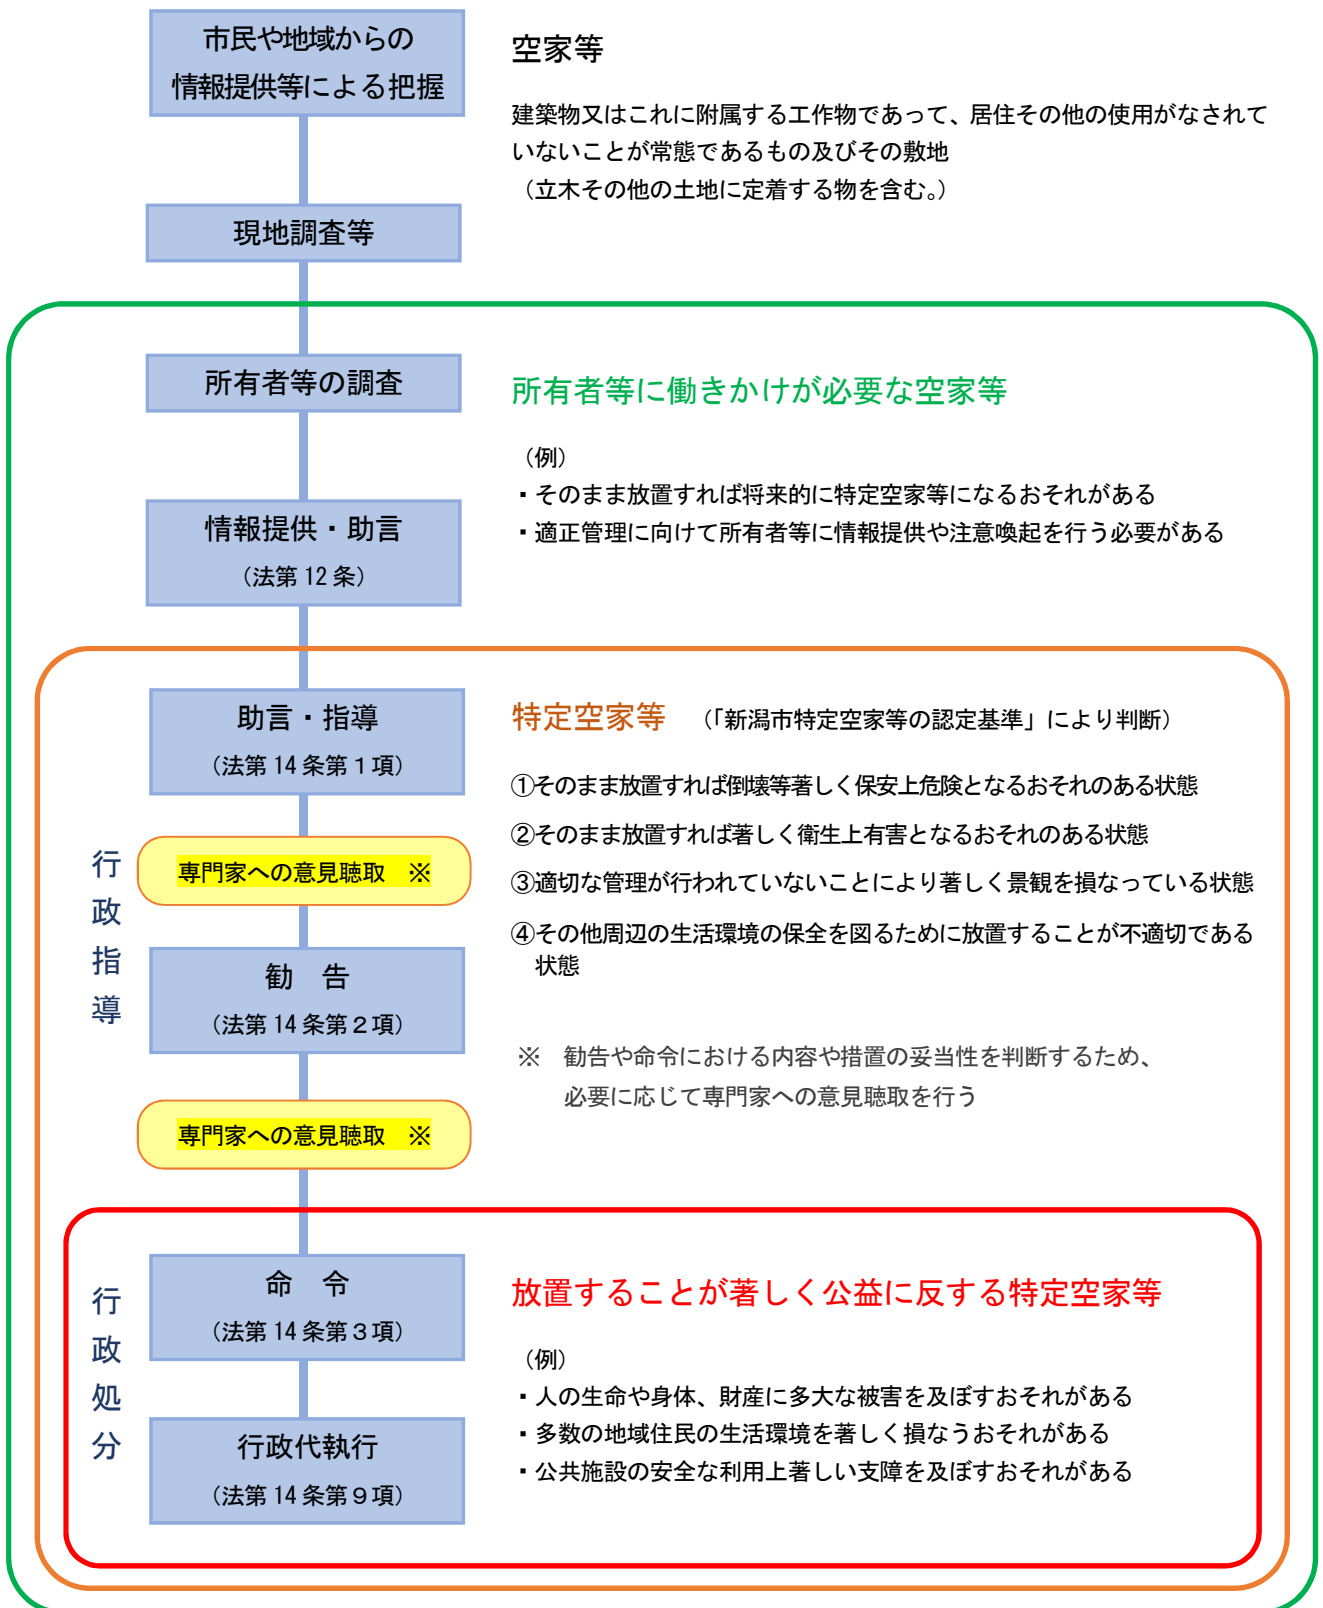 市民や地域からの
情報提供等による把握
空家等
建築物又はこれに附属する工作物であって、居住その他の使用がなされて
いないことが常態であるもの及びその敷地
（立木その他の土地に定着する物を含む。）
現地調査等
所有者等の調査
所有者等に働きかけが必要な空家等
（例）
・そのまま放置すれば将来的に特定空家等になるおそれがある
・適正管理に向けて所有者等に情報提供や注意喚起を行う必要がある
情報提供・助言
（法第 12 条）
助言・指導
（法第 14 条第１項）
特定空家等 （「新潟市特定空家等の認定基準」により判断）
①そのまま放置すれば倒壊等著しく保安上危険となるおそれのある状態
②そのまま放置すれば著しく衛生上有害となるおそれのある状態
③適切な管理が行われていないことにより著しく景観を損なっている状態
④その他周辺の生活環境の保全を図るために放置することが不適切である
状態
行政指導
専門家への意見聴取　※
勧　告
（法第 14 条第２項）
※　勧告や命令における内容や措置の妥当性を判断するため、
必要に応じて専門家への意見聴取を行う
専門家への意見聴取　※
行政処分
命　令
（法第 14 条第３項）
放置することが著しく公益に反する特定空家等
（例）
・人の生命や身体、財産に多大な被害を及ぼすおそれがある
・多数の地域住民の生活環境を著しく損なうおそれがある
・公共施設の安全な利用上著しい支障を及ぼすおそれがある
行政代執行
（法第 14 条第９項）